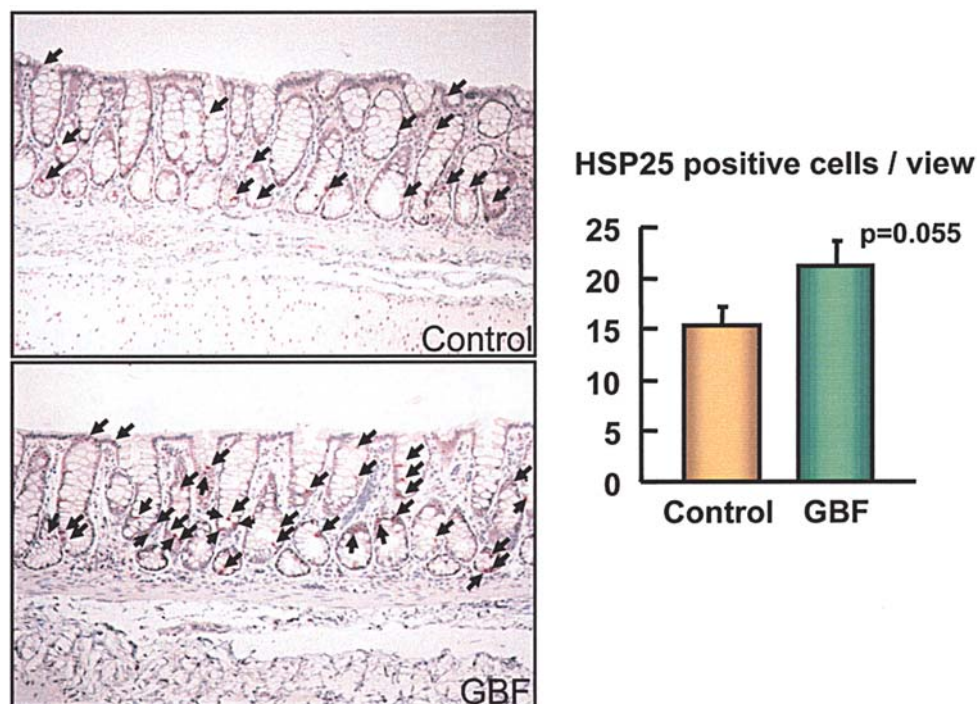 Control
GBF
HSP25 positive cells / view
25
p=0.055
20
15
10
5
0
Control
GBF